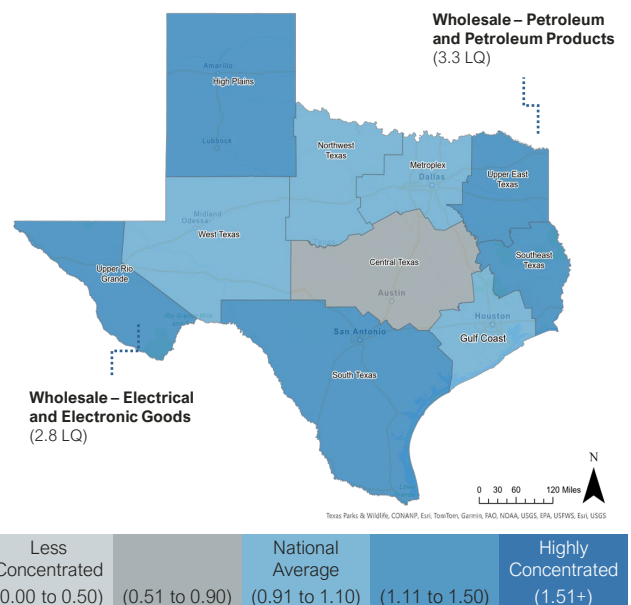 Wholesale – Petroleum
and Petroleum Products
(3.3 LQ)
Amarillo
High Plains
Lubbock
Northwest
Texas
Metroplex
Dallas
Upper East
Texas
Midland
Odessa
West Texas
Central Texas
Southeast
Texas
Upper Rio
Grande
Austin
Houston
Gulf Coast
San Antonio
South Texas
Wholesale – Electrical
and Electronic Goods
(2.8 LQ)
N
0 30 60 120 Miles
Texas Parks & Wildlife, CONANP, Esri, TomTom, Garmin, FAO, NOAA, USGS, EPA, USFWS, Esri, USGS
Less
Concentrated
(0.00 to 0.50)
(0.51 to 0.90)
National
Average
(0.91 to 1.10)
(1.11 to 1.50)
Highly
Concentrated
(1.51+)